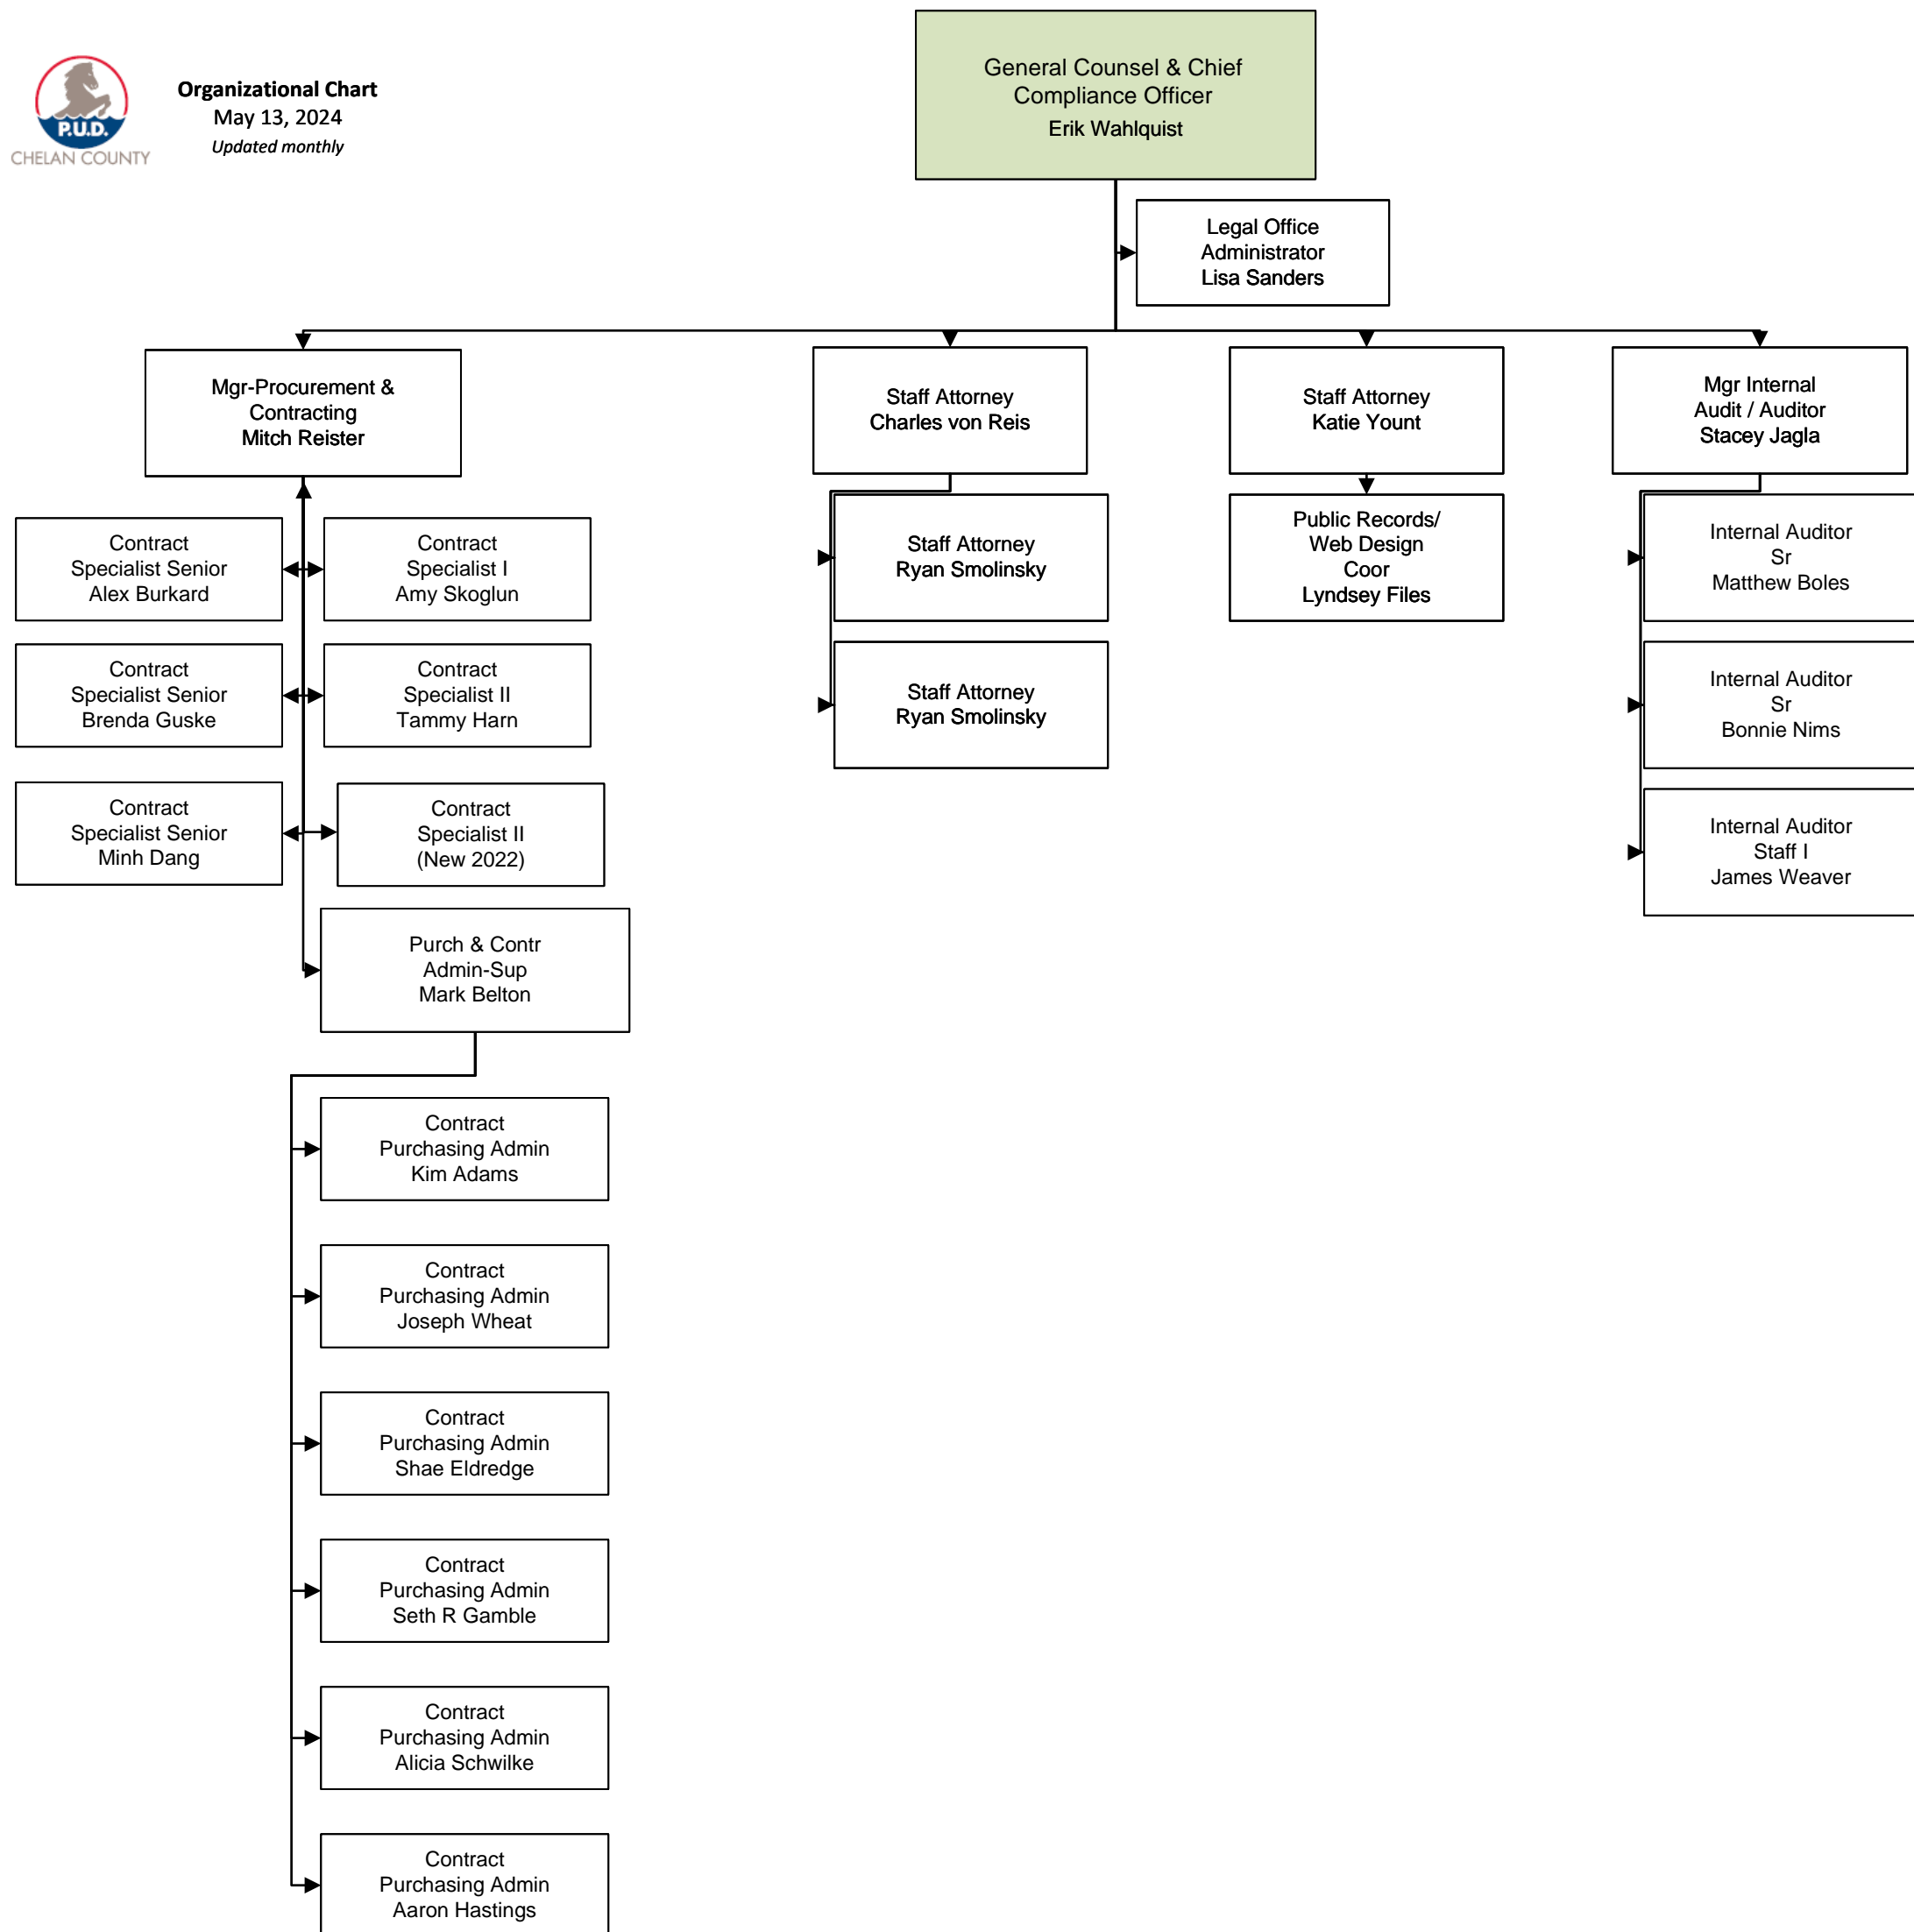 P.U.D.
CHELAN COUNTY
Organizational Chart
May 13, 2024
Updated monthly
General Counsel & Chief
Compliance Officer
Erik Wahlquist
Legal Office
Administrator
Lisa Sanders
Mgr-Procurement &
Contracting
Mitch Reister
Staff Attorney
Charles von Reis
Staff Attorney
Katie Yount
Mgr Internal
Audit / Auditor
Stacey Jagla
Contract
Specialist Senior
Alex Burkard
Contract
Specialist I
Amy Skoglun
Staff Attorney
Ryan Smolinsky
Public Records/
Web Design
Coor
Lyndsey Files
Internal Auditor
Sr
Matthew Boles
Contract
Specialist Senior
Brenda Guske
Contract
Specialist II
Tammy Harn
Staff Attorney
Ryan Smolinsky
Internal Auditor
Sr
Bonnie Nims
Contract
Specialist Senior
Minh Dang
Contract
Specialist II
(New 2022)
Internal Auditor
Staff I
James Weaver
Purch & Contr
Admin-Sup
Mark Belton
Contract
Purchasing Admin
Kim Adams
Contract
Purchasing Admin
Joseph Wheat
Contract
Purchasing Admin
Shae Eldredge
Contract
Purchasing Admin
Seth R Gamble
Contract
Purchasing Admin
Alicia Schwilke
Contract
Purchasing Admin
Aaron Hastings